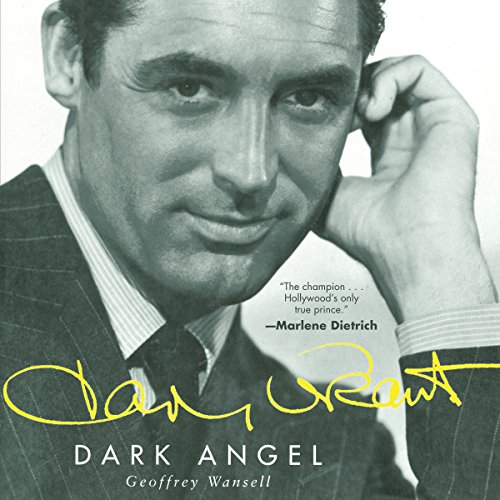 “The champion . . .
Hollywood’s only
true prince.”
—Marlene Dietrich
Cary Grant
DARK ANGEL
Geoffrey Wansell